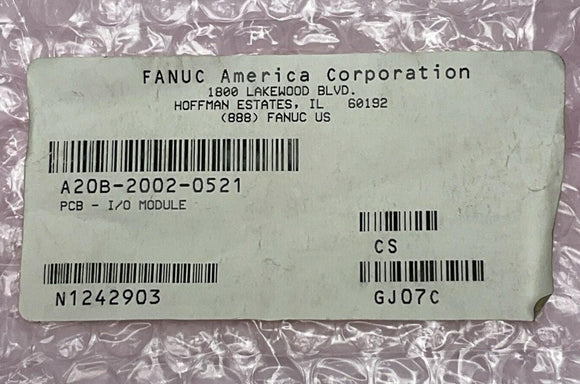 FANUC America Corporation
1800 LAKEWOOD BLVD.
HOFFMAN ESTATES, IL 60192
(888) FANUC US
A20B-2002-0521
PCB - I/O MODULE
CS
N1242903
GJ07C